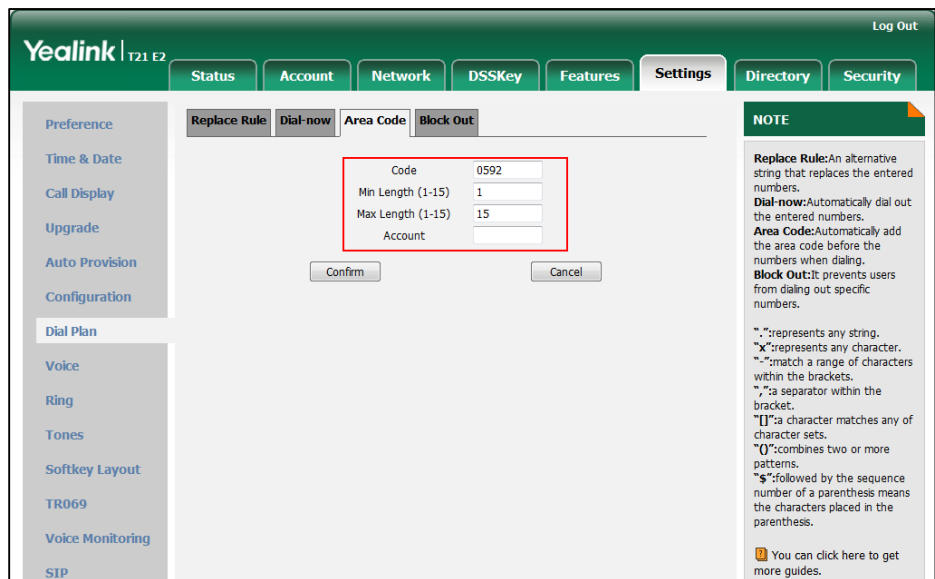 Log Out
Yealink | T21 E2
Status Account Network DSSKey Features Settings Directory Security
Preference
Time & Date
Call Display
Upgrade
Auto Provision
Configuration
Dial Plan
Voice
Ring
Tones
Softkey Layout
TR069
Voice Monitoring
SIP
Replace Rule Dial-now Area Code Block Out
Code 0592
Min Length (1-15) 1
Max Length (1-15) 15
Account
Confirm Cancel
NOTE
Replace Rule:An alternative
string that replaces the entered
numbers.
Dial-now:Automatically dial out
the entered numbers.
Area Code:Automatically add
the area code before the
numbers when dialing.
Block Out:It prevents users
from dialing out specific
numbers.
".":represents any string.
"x":represents any character.
"-":match a range of characters
within the brackets.
",":a separator within the
bracket.
"[]":a character matches any of
character sets.
"()":combines two or more
patterns.
"$":followed by the sequence
number of a parenthesis means
the characters placed in the
parenthesis.
You can click here to get
more guides.